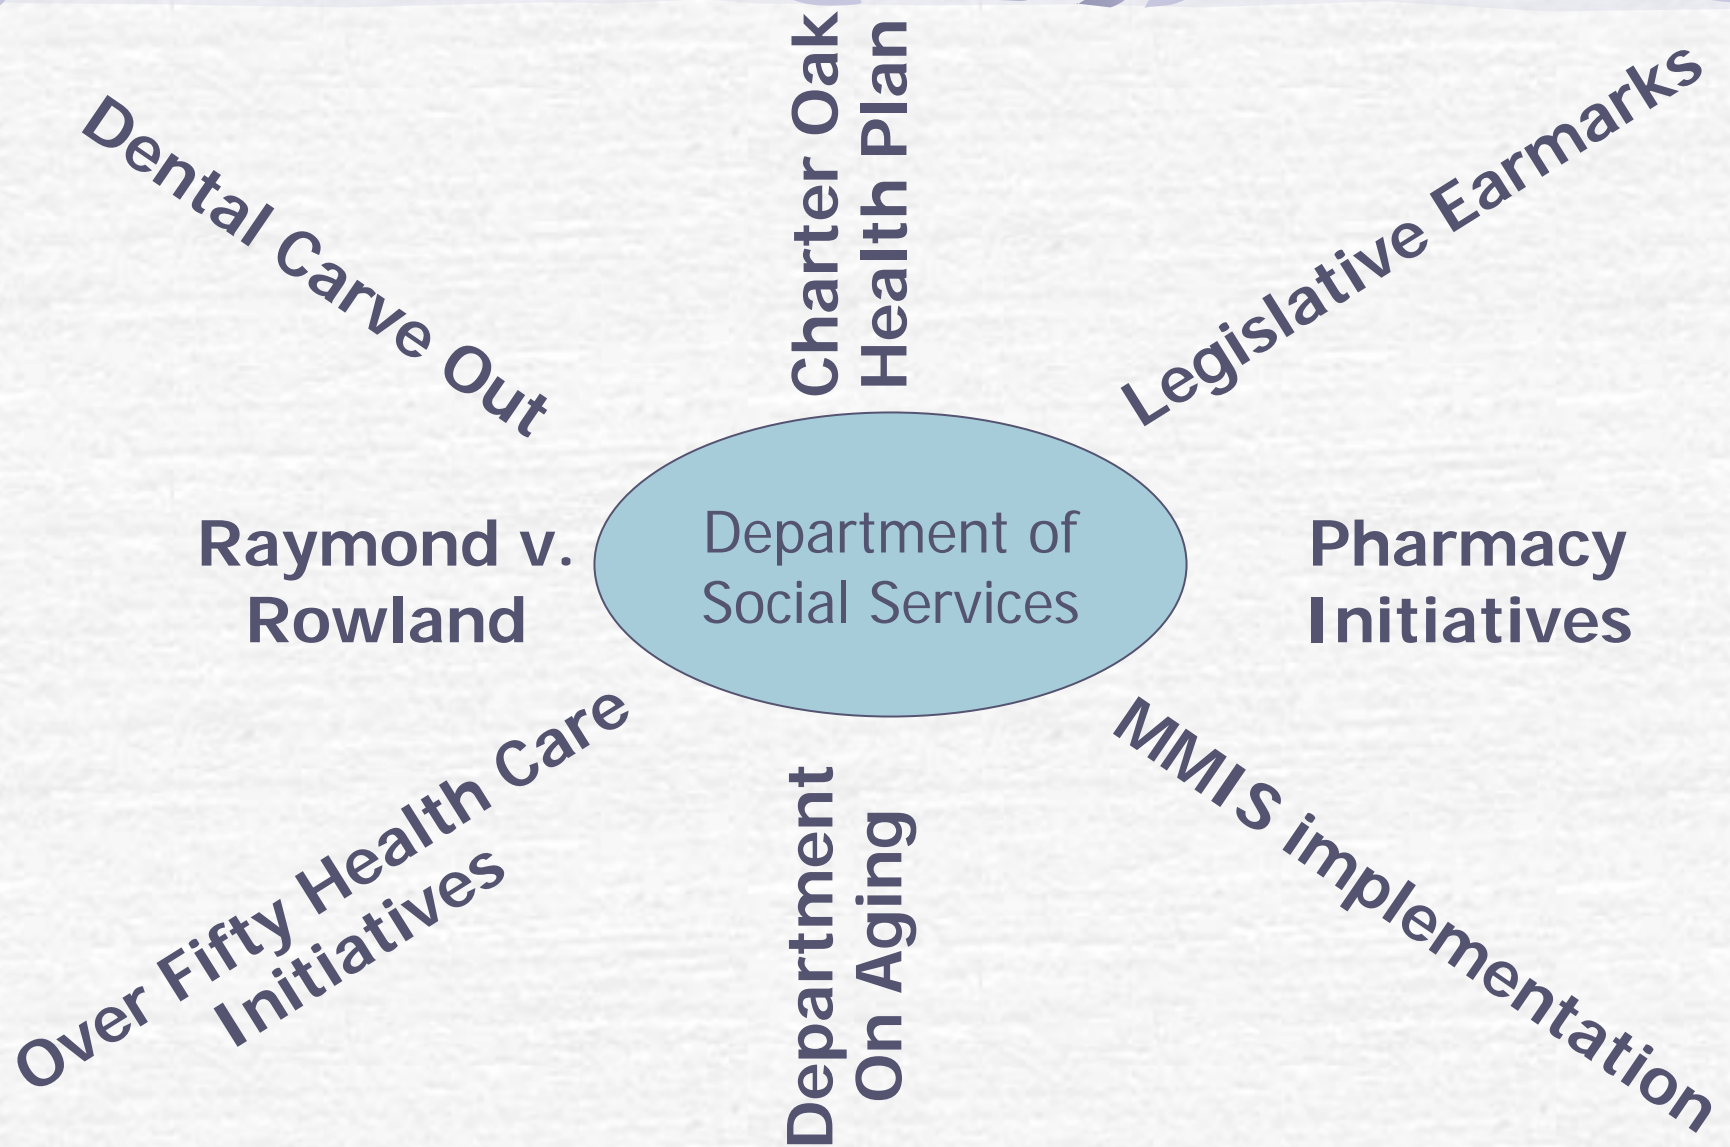 Dental Carve Out
Charter Oak
Health Plan
Legislative Earmarks
Raymond v.
Rowland
Department of
Social Services
Pharmacy
Initiatives
Over Fifty Health Care
Initiatives
Department
On Aging
MMIS implementation